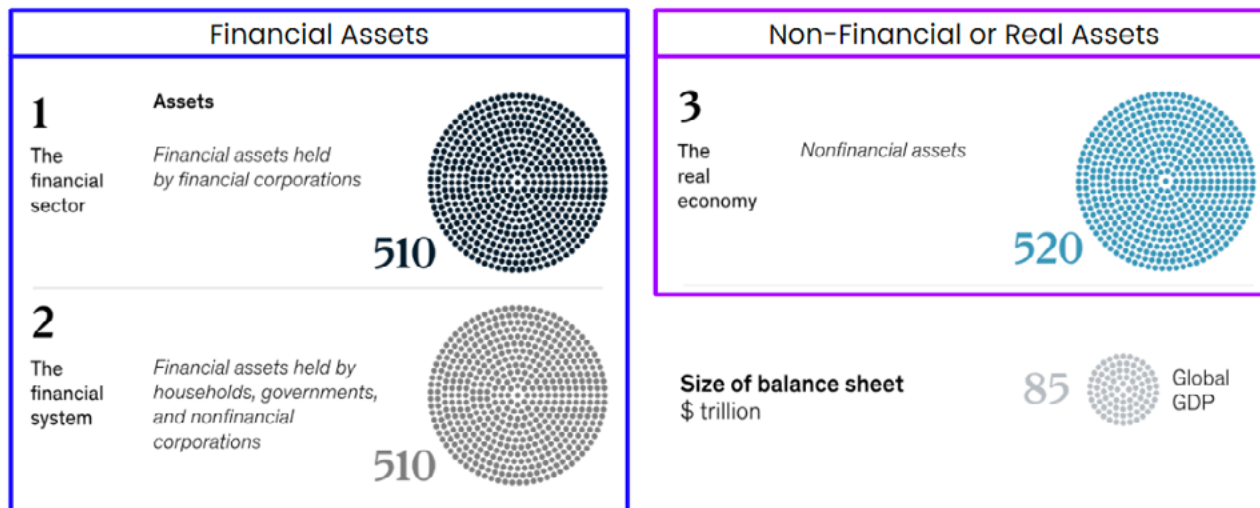 Financial Assets
1
The
financial
sector
Assets
Financial assets held
by financial corporations
510
2
The
financial
system
Financial assets held by
households, governments,
and nonfinancial
corporations
510
Non-Financial or Real Assets
3
The
real
economy
Nonfinancial assets
520
Size of balance sheet
$ trillion
85
Global
GDP